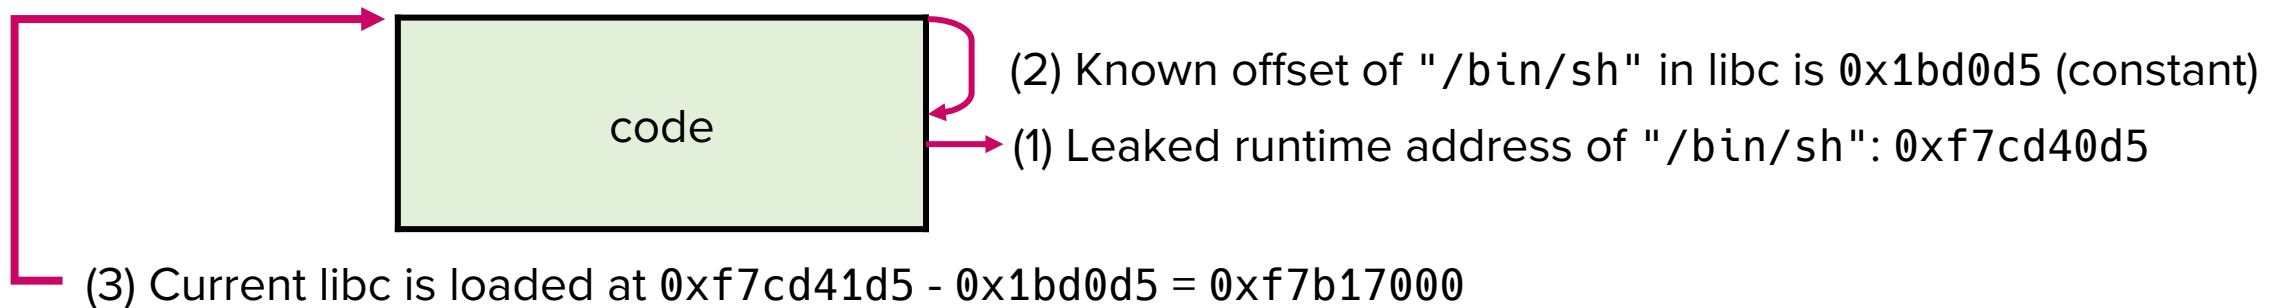 (2) Known offset of "/bin/sh" in libc is 0x1bd0d5 (constant)
code
(1) Leaked runtime address of "/bin/sh": 0xf7cd40d5
(3) Current libc is loaded at 0xf7cd41d5 - 0x1bd0d5 = 0xf7b17000